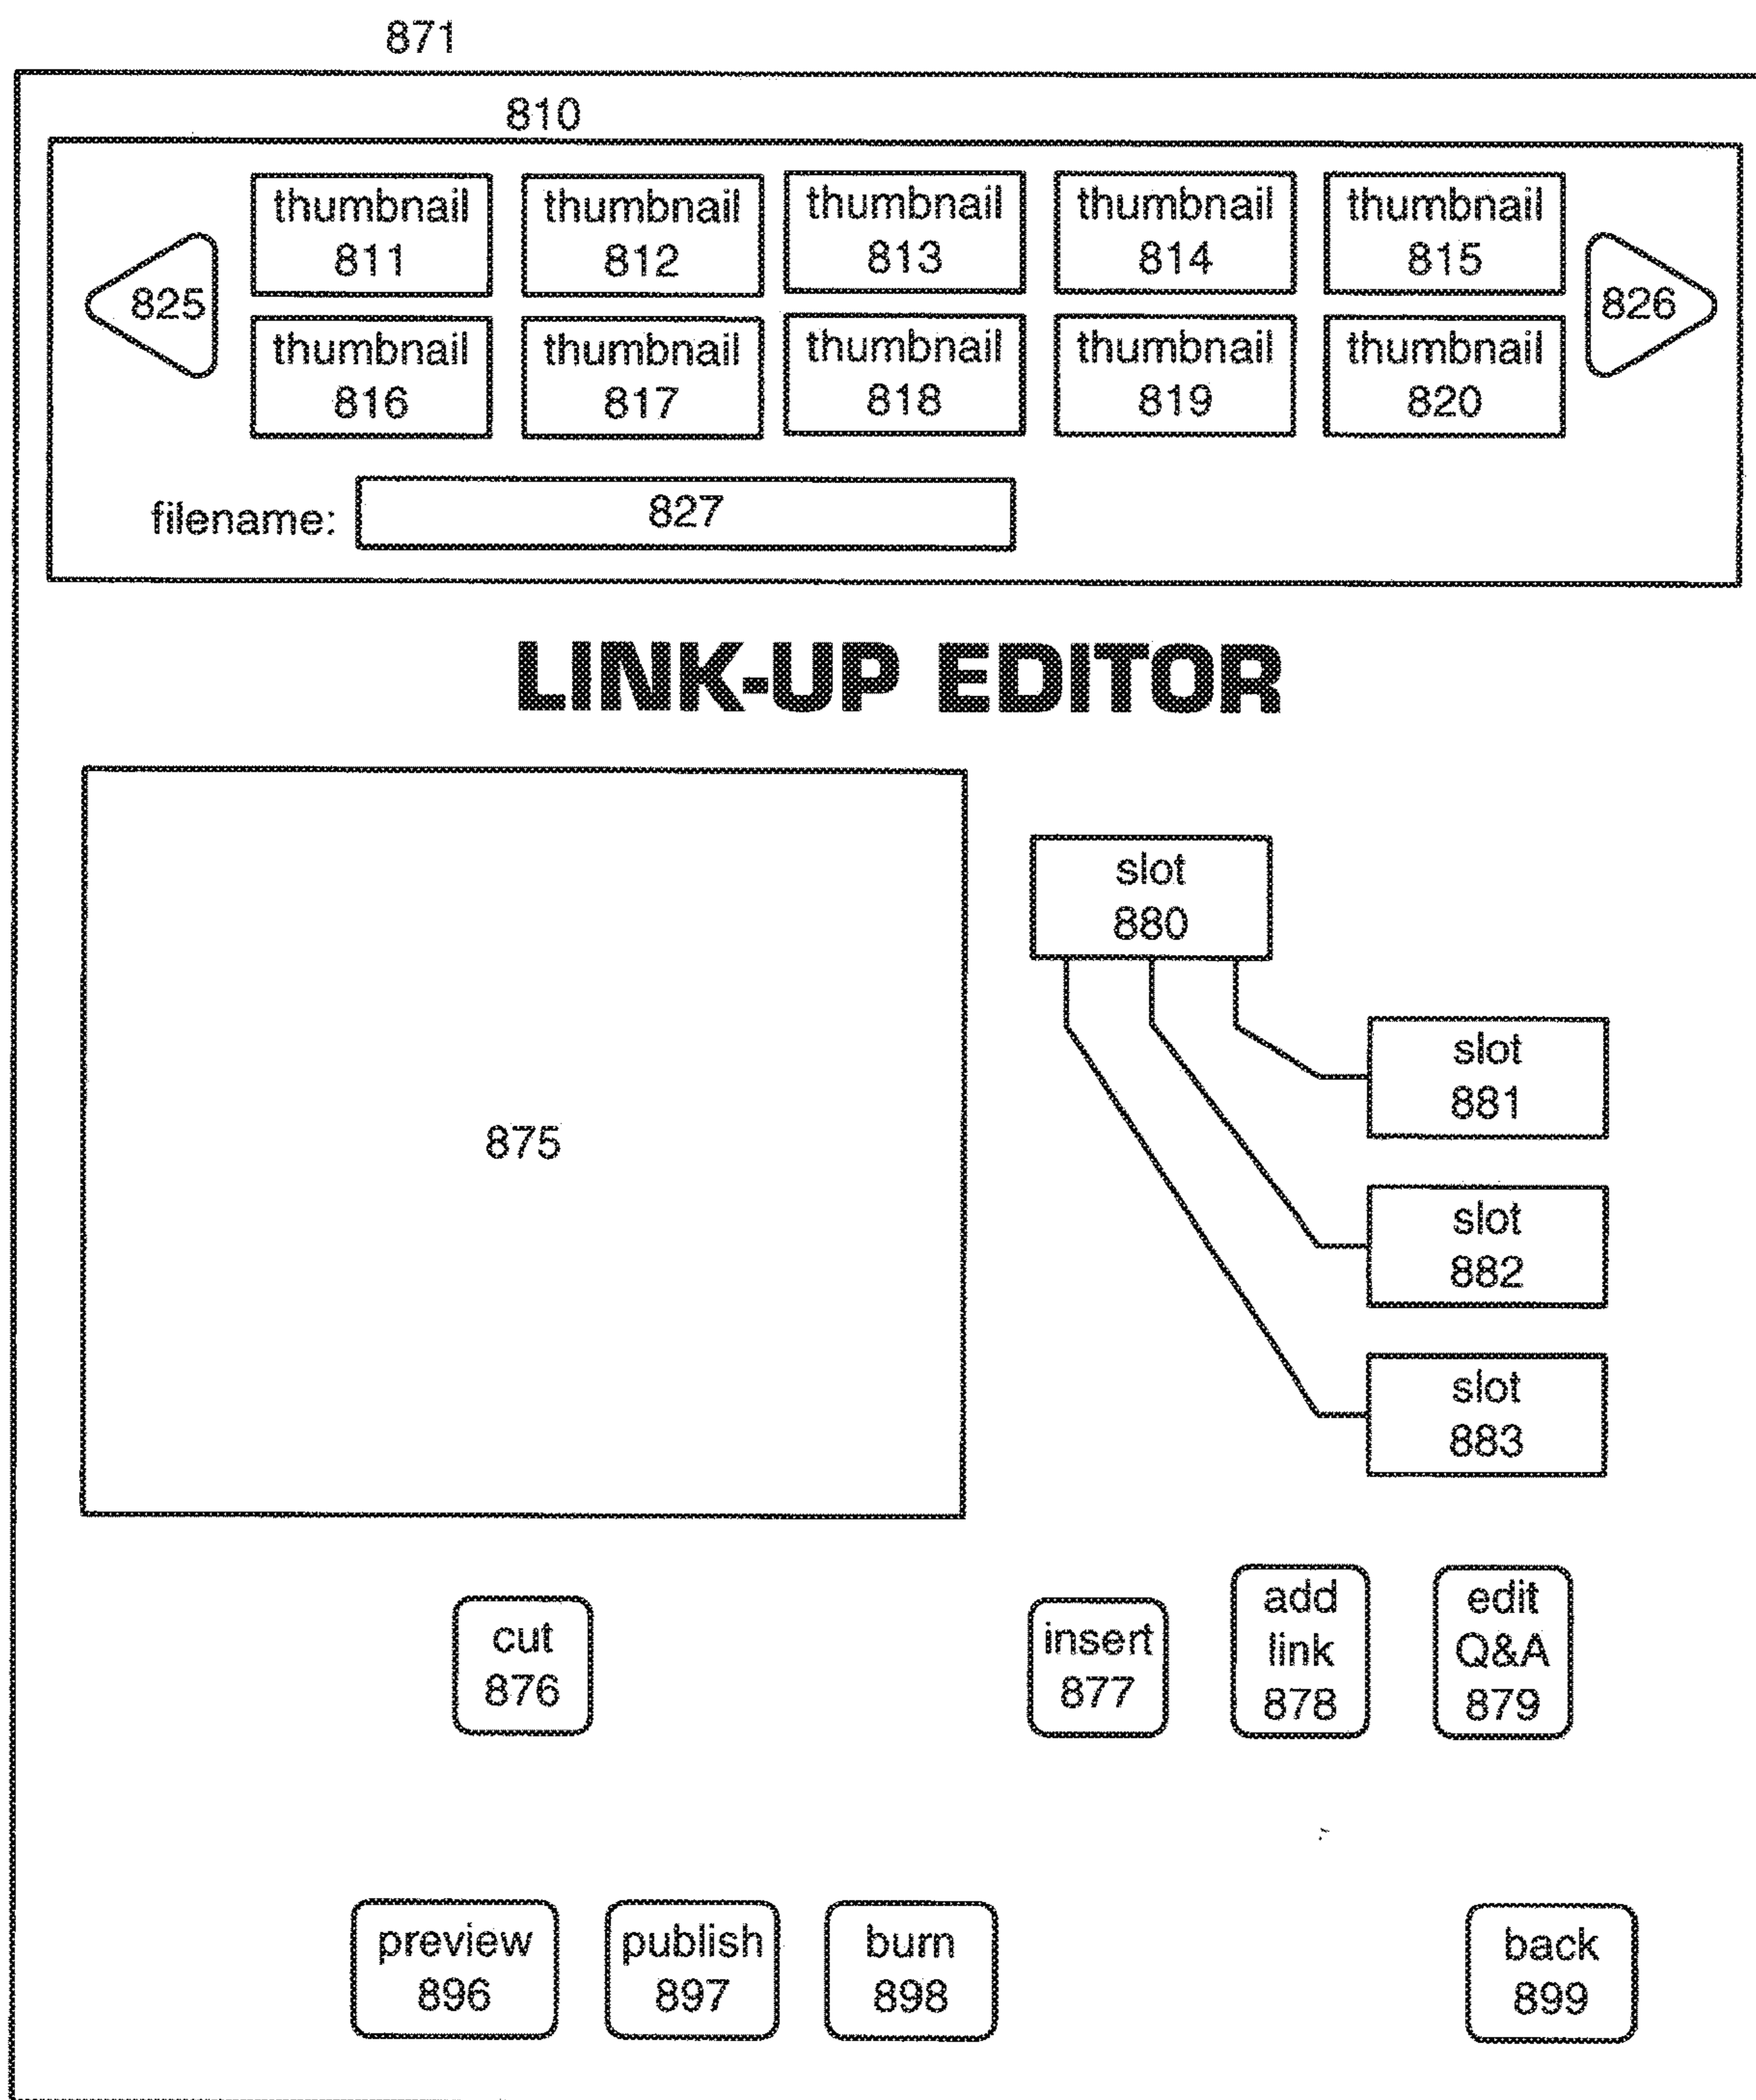 871
810
thumbnail
811
thumbnail
812
thumbnail
813
thumbnail
814
thumbnail
815
825
826
thumbnail
816
thumbnail
817
thumbnail
818
thumbnail
819
thumbnail
820
filename:
827
LINK-UP EDITOR
875
slot
880
slot
881
slot
882
slot
883
cut
876
insert
877
add
link
878
edit
Q&A
879
preview
896
publish
897
burn
898
back
899